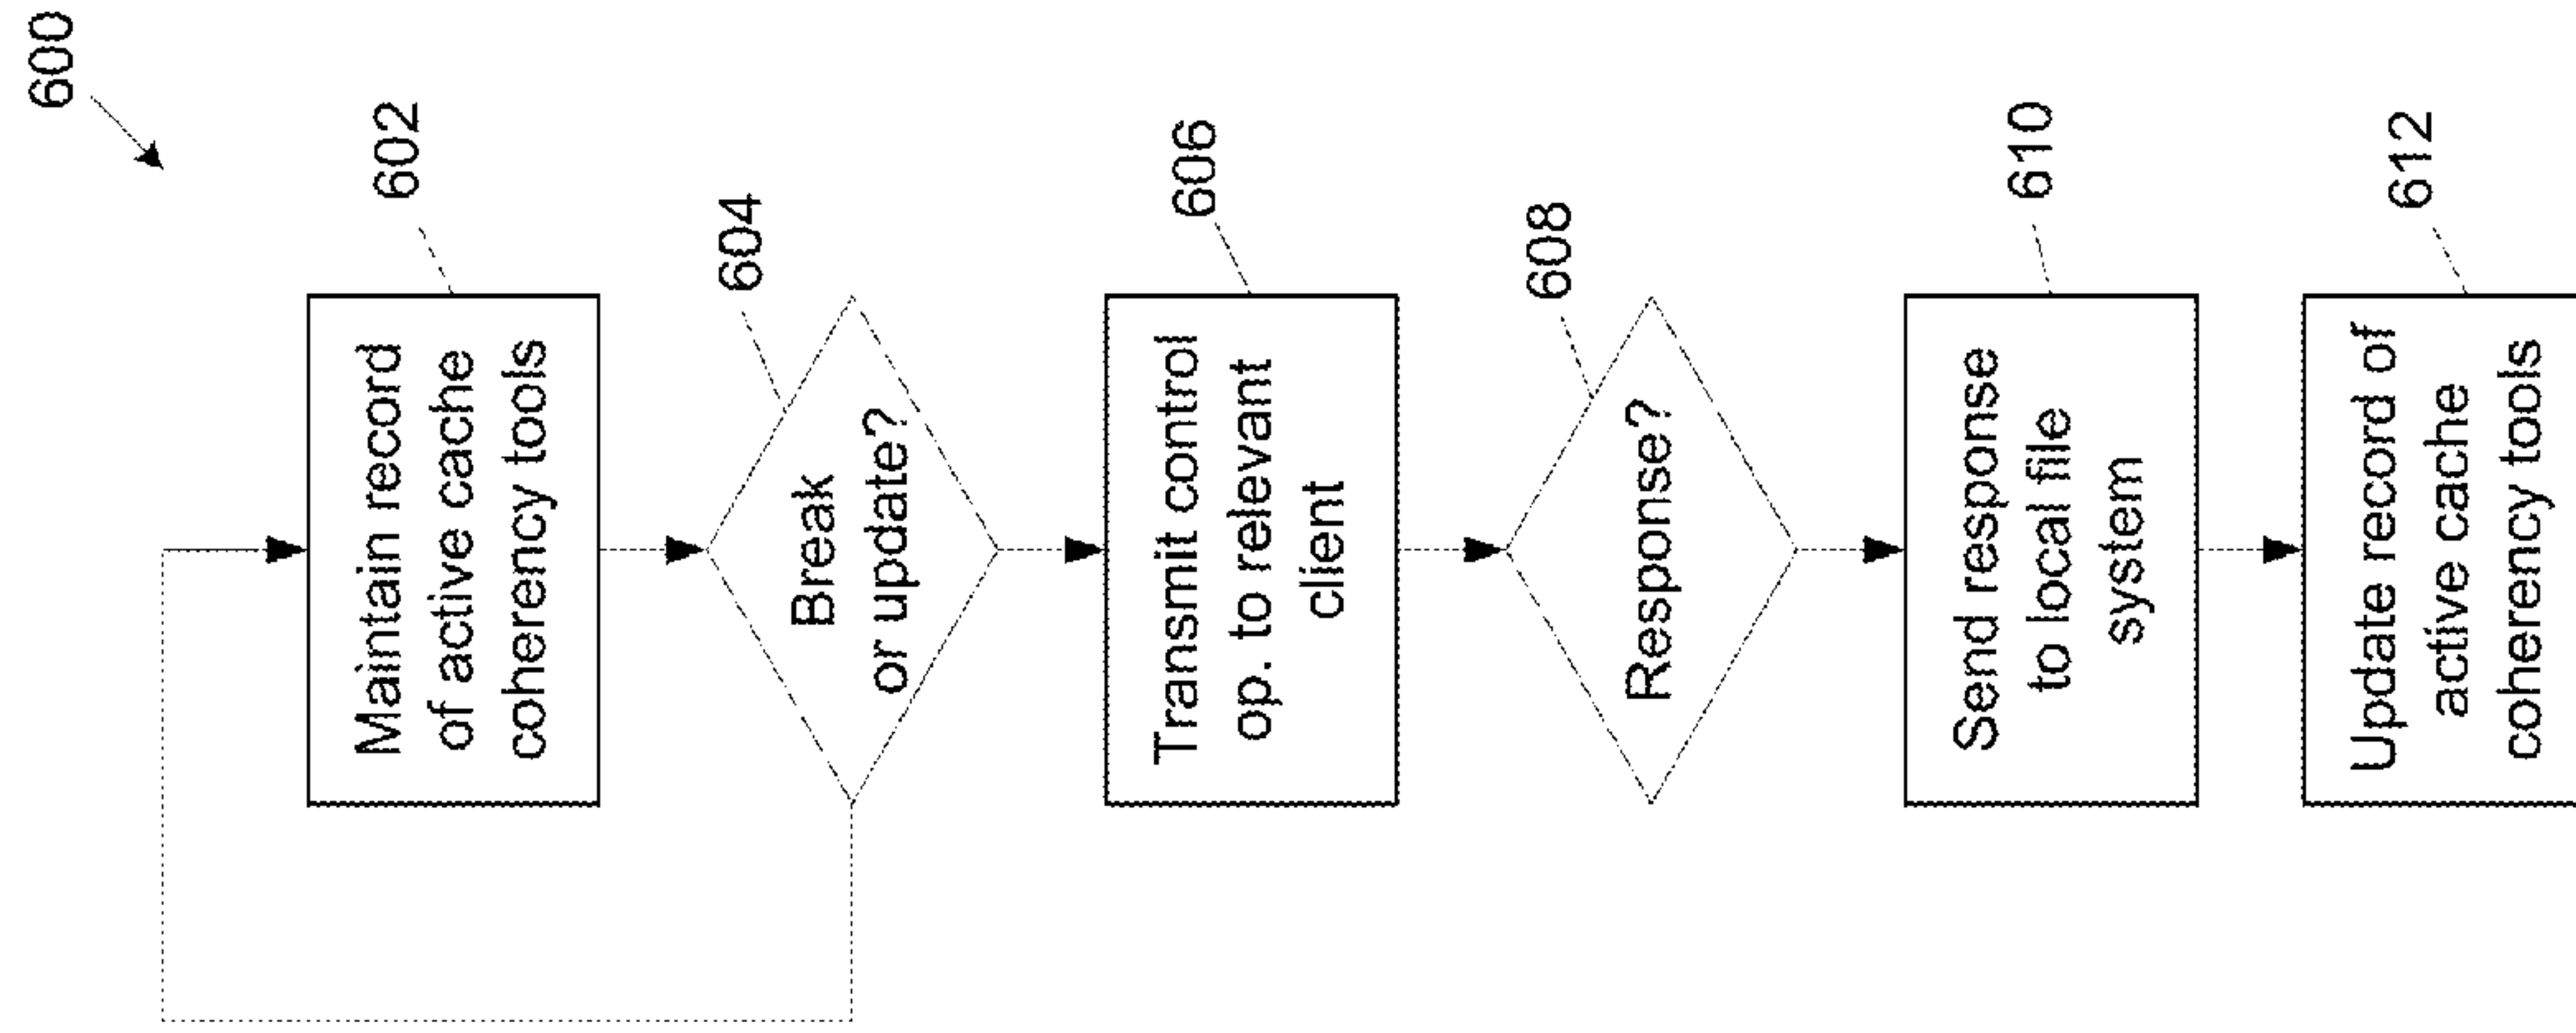 600
602
Maintain record
of active cache
coherency tools
604
Break
or update?
606
Transmit control
op. to relevant
client
608
Response?
610
Send response
to local file
system
612
Update record of
active cache
coherency tools